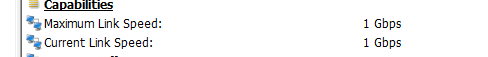 Capabilities
Maximum Link Speed: 1 Gbps
Current Link Speed: 1 Gbps